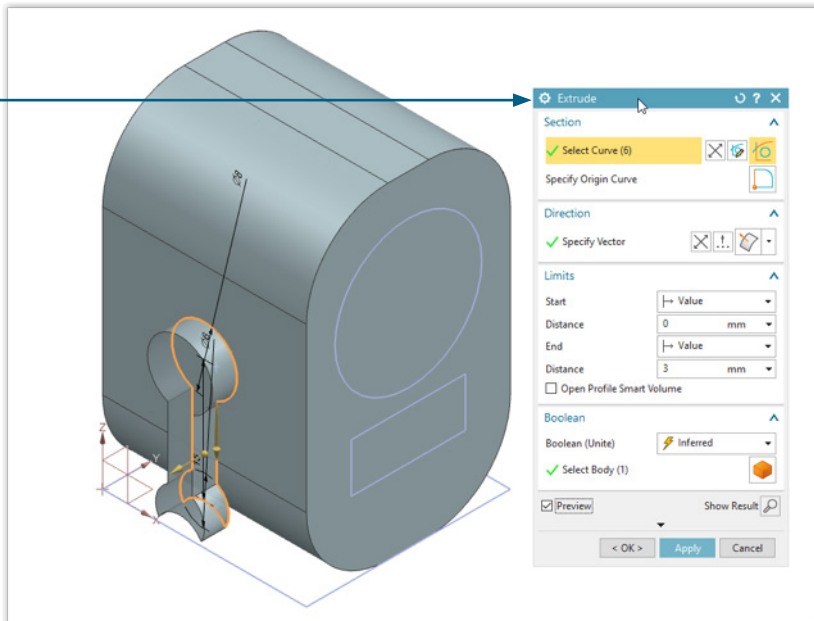 Extrude
?
Section
Select Curve (6)
Specify Origin Curve
Direction
Specify Vector
Limits
Start
Value
Distance
0 mm
End
Value
Distance
3 mm
Open Profile Smart Volume
Boolean
Boolean (Unite)
Inferred
Select Body (1)
Preview
Show Result
< OK >
Apply
Cancel
Z
Y
X